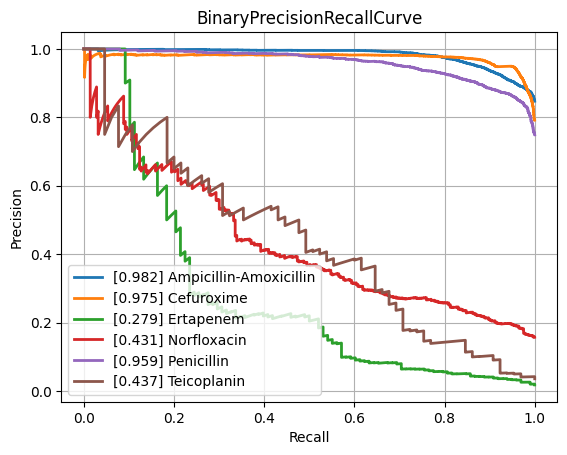 BinaryPrecisionRecallCurve
Precision
1.0
0.8
0.6
0.4
0.2
0.0
[0.982] Ampicillin-Amoxicillin
[0.975] Cefuroxime
[0.279] Ertapenem
[0.431] Norfloxacin
[0.959] Penicillin
[0.437] Teicoplanin
0.0 0.2 0.4 0.6 0.8 1.0
Recall